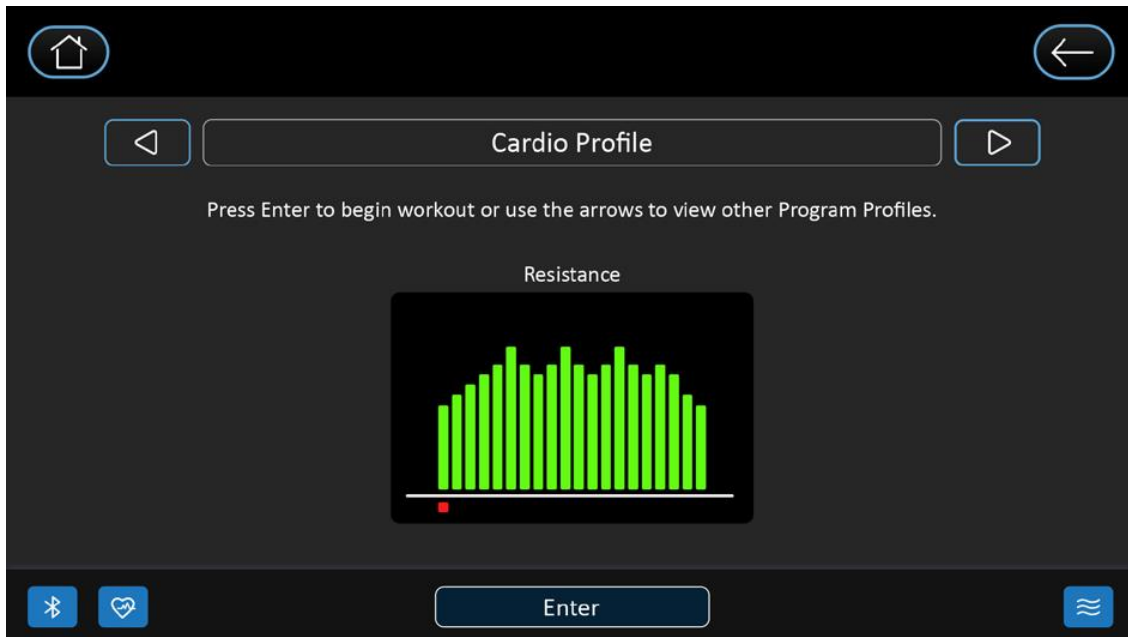 Cardio Profile
Press Enter to begin workout or use the arrows to view other Program Profiles.
Resistance
Enter